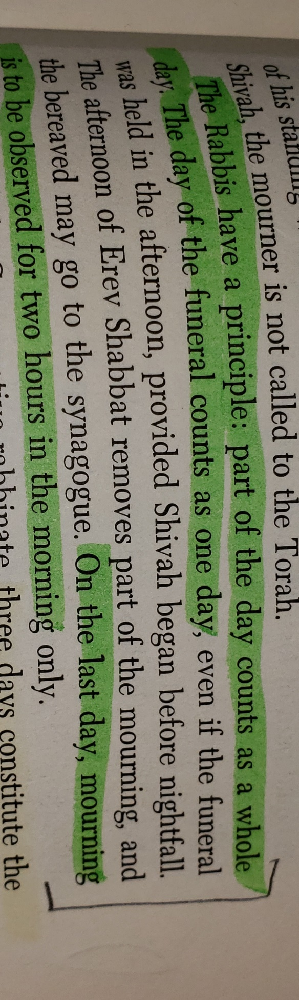 of his standing
Shivah, the mourner is not called to the Torah.
The Rabbis have a principle: part of the day counts as a whole
day. The day of the funeral counts as one day, even if the funeral
was held in the afternoon, provided Shivah began before nightfall.
The afternoon of Erev Shabbat removes part of the mourning, and
the bereaved may go to the synagogue. On the last day, mourning
is to be observed for two hours in the morning only.
rabbinate three days constitute the